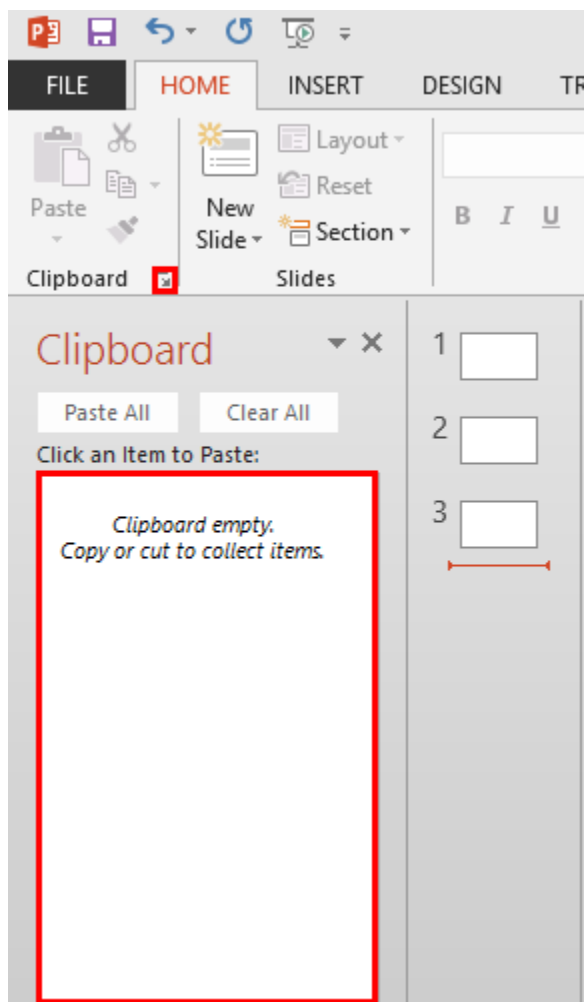 FILE HOME INSERT DESIGN TR
Layout
Reset
Paste New
Slide Section
B I U
Clipboard Slides
Clipboard
1
Paste All Clear All
2
Click an Item to Paste:
3
Clipboard empty.
Copy or cut to collect items.